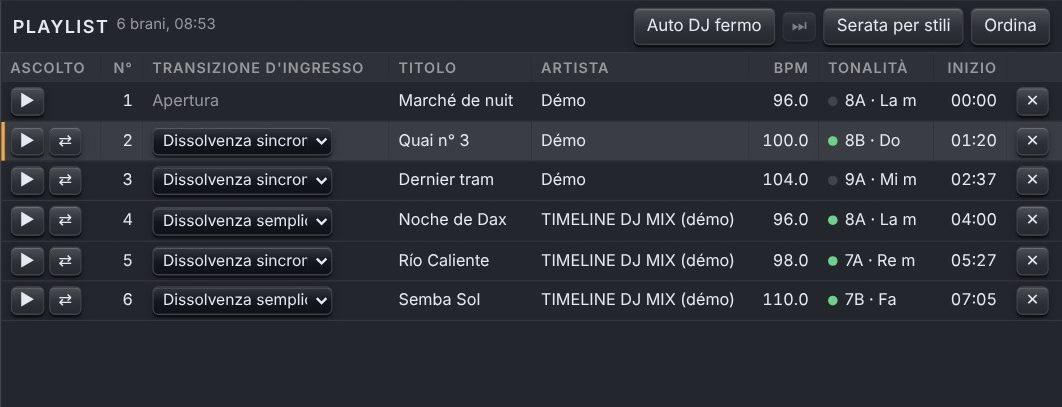 PLAYLIST 6 brani, 08:53 Auto DJ fermo Serata per stili Ordina
ASCOLTO N° TRANSIZIONE D'INGRESSO TITOLO ARTISTA BPM TONALITÀ INIZIO
1 Apertura Marché de nuit Démo 96.0 8A · La m 00:00
2 Dissolvenza sincror Quai n° 3 Démo 100.0 8B · Do 01:20
3 Dissolvenza sincror Dernier tram Démo 104.0 9A · Mi m 02:37
4 Dissolvenza semplic Noche de Dax TIMELINE DJ MIX (démo) 96.0 8A · La m 04:00
5 Dissolvenza sincror Río Caliente TIMELINE DJ MIX (démo) 98.0 7A · Re m 05:27
6 Dissolvenza semplic Semba Sol TIMELINE DJ MIX (démo) 110.0 7B · Fa 07:05